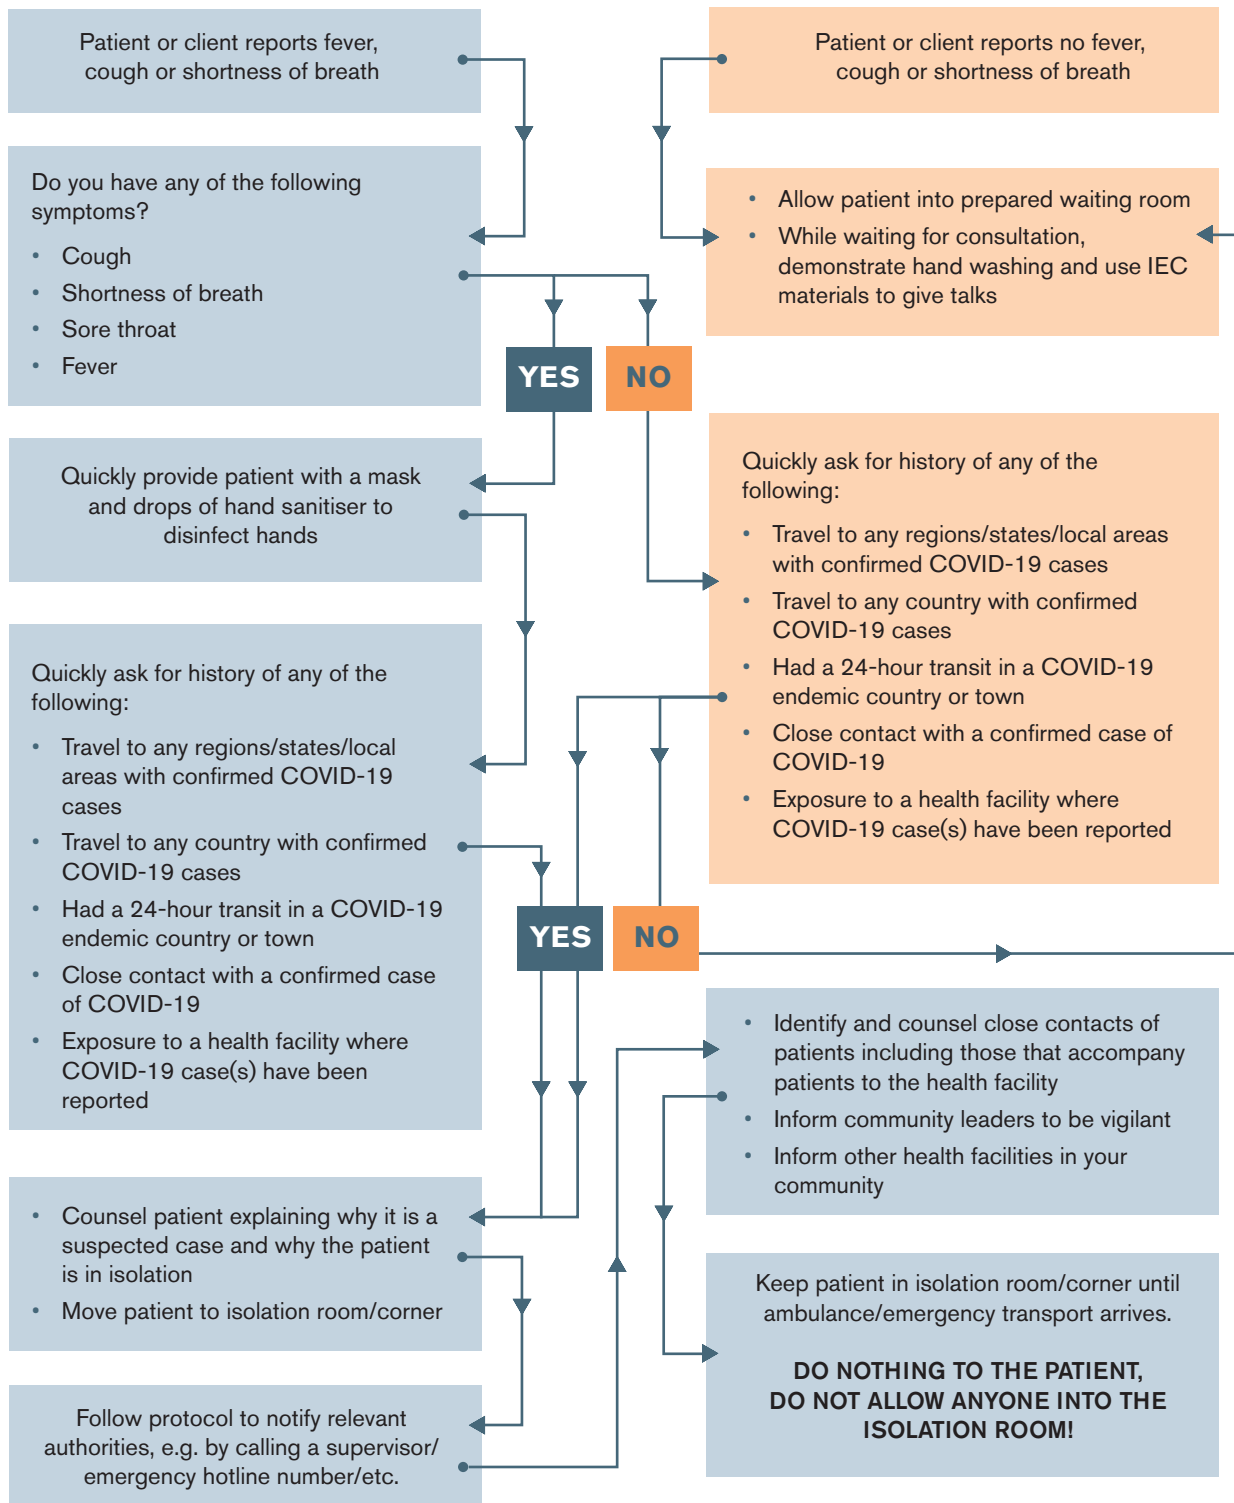 Patient or client reports fever,
cough or shortness of breath
Patient or client reports no fever,
cough or shortness of breath
Do you have any of the following
symptoms?
• Cough
• Shortness of breath
• Sore throat
• Fever
• Allow patient into prepared waiting room
• While waiting for consultation,
demonstrate hand washing and use IEC
materials to give talks
YES
NO
Quickly provide patient with a mask
and drops of hand sanitiser to
disinfect hands
Quickly ask for history of any of the
following:
• Travel to any regions/states/local areas
with confirmed COVID-19 cases
• Travel to any country with confirmed
COVID-19 cases
• Had a 24-hour transit in a COVID-19
endemic country or town
• Close contact with a confirmed case of
COVID-19
• Exposure to a health facility where
COVID-19 case(s) have been reported
Quickly ask for history of any of the
following:
• Travel to any regions/states/local
areas with confirmed COVID-19
cases
• Travel to any country with confirmed
COVID-19 cases
• Had a 24-hour transit in a COVID-19
endemic country or town
• Close contact with a confirmed case
of COVID-19
• Exposure to a health facility where
COVID-19 case(s) have been
reported
YES
NO
• Identify and counsel close contacts of
patients including those that accompany
patients to the health facility
• Inform community leaders to be vigilant
• Inform other health facilities in your
community
• Counsel patient explaining why it is a
suspected case and why the patient
is in isolation
• Move patient to isolation room/corner
Keep patient in isolation room/corner until
ambulance/emergency transport arrives.
DO NOTHING TO THE PATIENT,
DO NOT ALLOW ANYONE INTO THE
ISOLATION ROOM!
Follow protocol to notify relevant
authorities, e.g. by calling a supervisor/
emergency hotline number/etc.